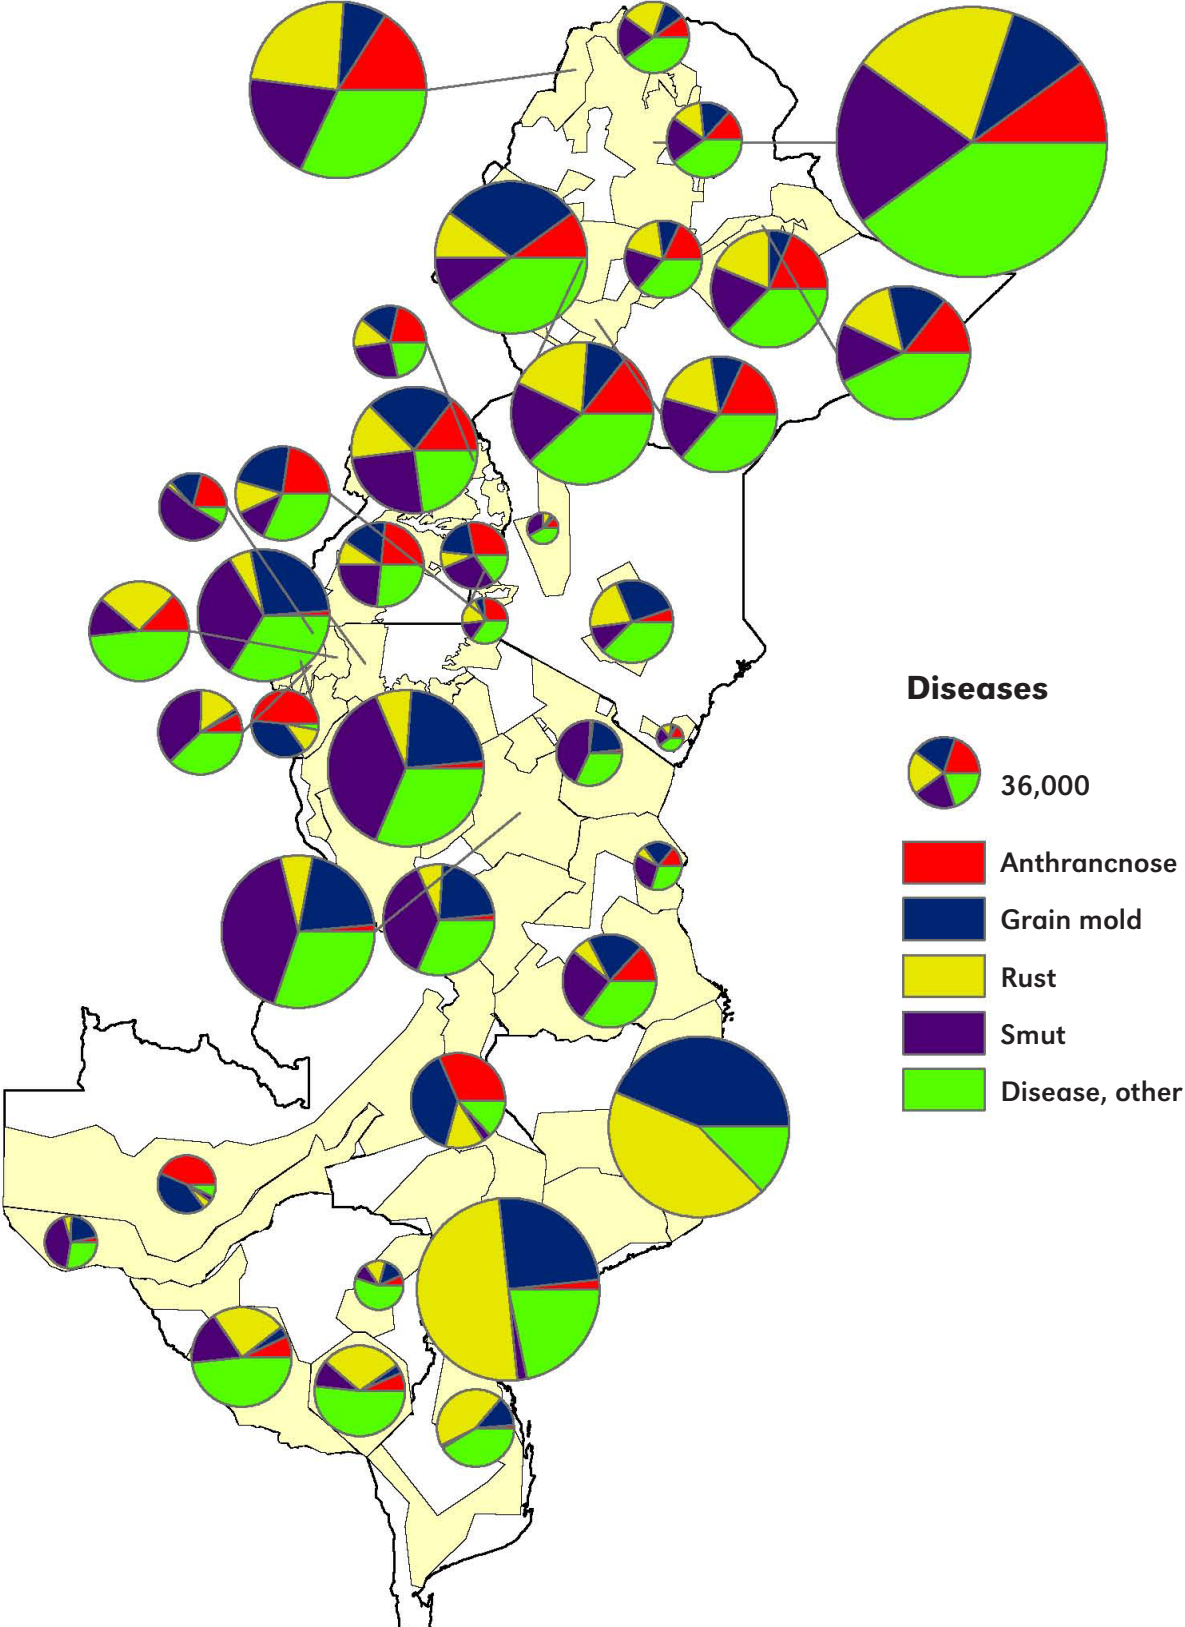 Diseases
36,000
Anthrancnose
Grain mold
Rust
Smut
Disease, other